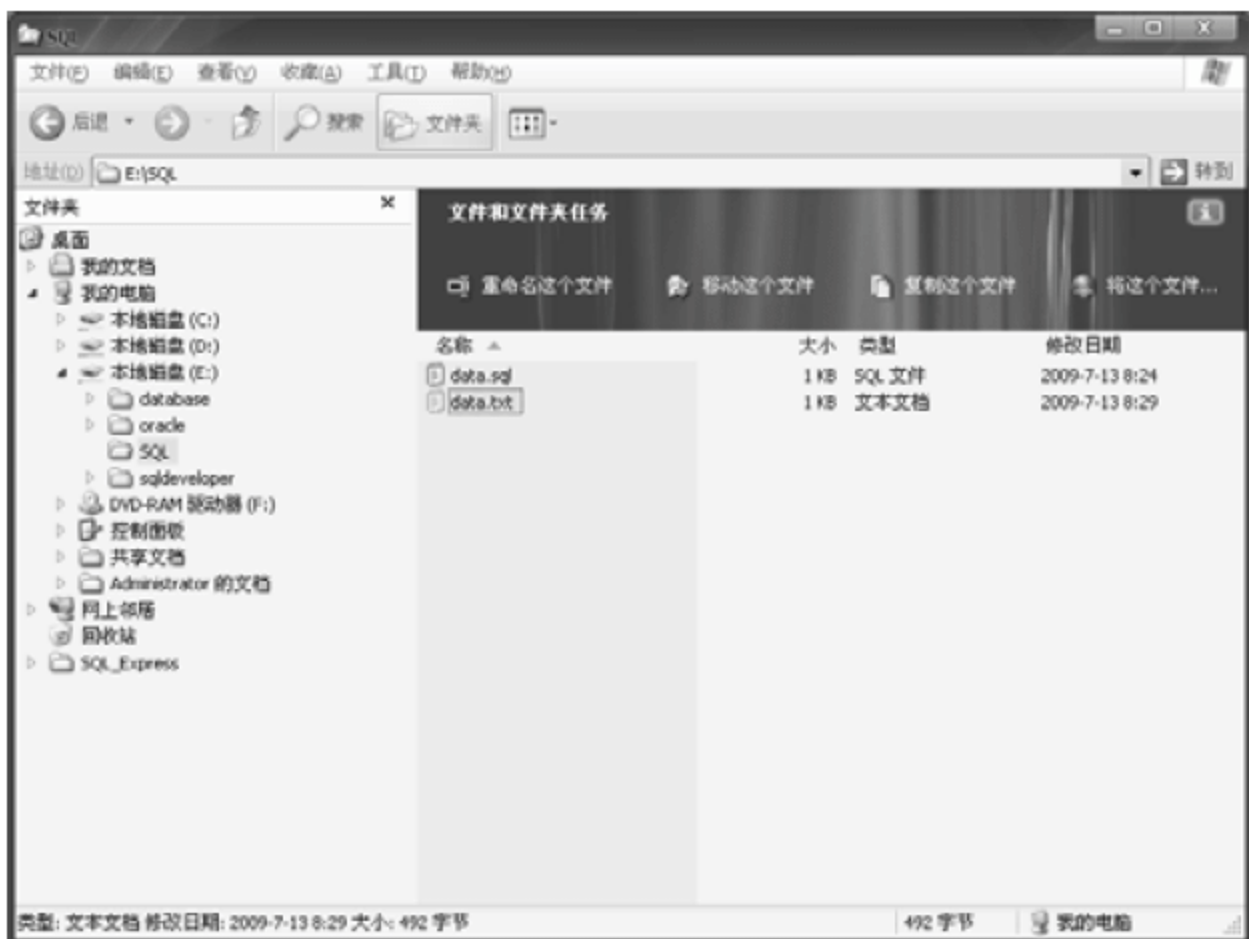 SQL
文件(F) 编辑(E) 查看(V) 收藏(A) 工具(T) 帮助(H)
后退 搜索 文件夹
地址(D) E:\SQL 转到
文件夹
桌面
我的文档
我的电脑
本地磁盘 (C:)
本地磁盘 (D:)
本地磁盘 (E:)
database
oracle
SQL
sqldeveloper
DVD-RAM 驱动器 (F:)
控制面板
共享文档
Administrator 的文档
网上邻居
回收站
SQL_Express
文件和文件夹任务
重命名这个文件 移动这个文件 复制这个文件 将这个文件...
名称 大小 类型 修改日期
data.sql 1 KB SQL 文件 2009-7-13 8:24
data.txt 1 KB 文本文档 2009-7-13 8:29
类型: 文本文档 修改日期: 2009-7-13 8:29 大小: 492 字节 492 字节 我的电脑